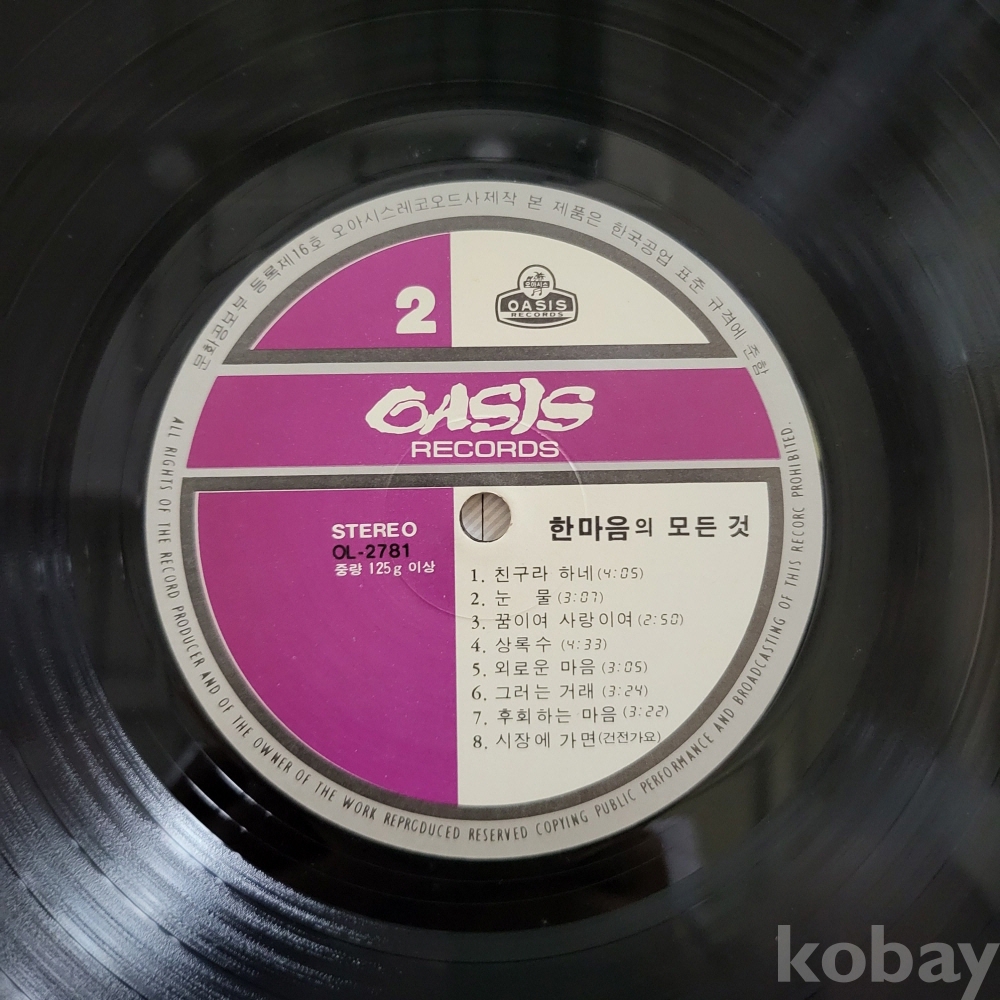 문화공보부 등록제16호 오아시스레코오드사제작 본 제품은 한국공업 표준 규격에 준함
2
오아시스
OASIS
RECORDS
OASIS
RECORDS
STEREO
OL-2781
중량 125g 이상
한마음의 모든 것
1. 친구라 하네 (4:05)
2. 눈 물 (3:07)
3. 꿈이여 사랑이여 (2:50)
4. 상록수 (4:33)
5. 외로운 마음 (3:05)
6. 그러는 거래 (3:24)
7. 후회하는 마음 (3:22)
8. 시장에 가면(건전가요)
ALL RIGHTS OF THE RECORD PRODUCER AND OF THE OWNER OF THE WORK REPRCDUCED RESERVED COPYING PUBLIC PERFORMANCE AND BROADCASTING OF THIS RECORC PROHIBITED.
kobay